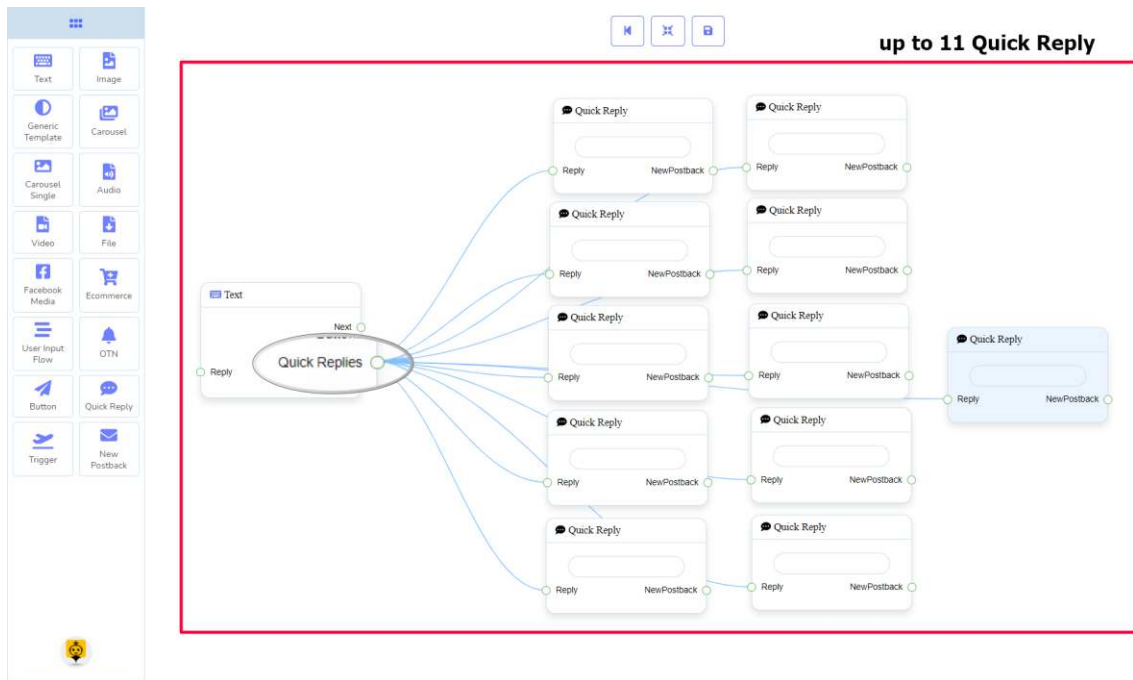 up to 11 Quick Reply
Text
Image
Generic
Template
Carousel
Carousel
Single
Audio
Video
File
Facebook
Media
Ecommerce
User Input
Flow
OTN
Button
Quick Reply
Trigger
New
Postback
Text
Next
Quick Replies
Reply
Quick Reply
Reply
NewPostback
Quick Reply
Reply
NewPostback
Quick Reply
Reply
NewPostback
Quick Reply
Reply
NewPostback
Quick Reply
Reply
NewPostback
Quick Reply
Reply
NewPostback
Quick Reply
Reply
NewPostback
Quick Reply
Reply
NewPostback
Quick Reply
Reply
NewPostback
Quick Reply
Reply
NewPostback
Quick Reply
Reply
NewPostback